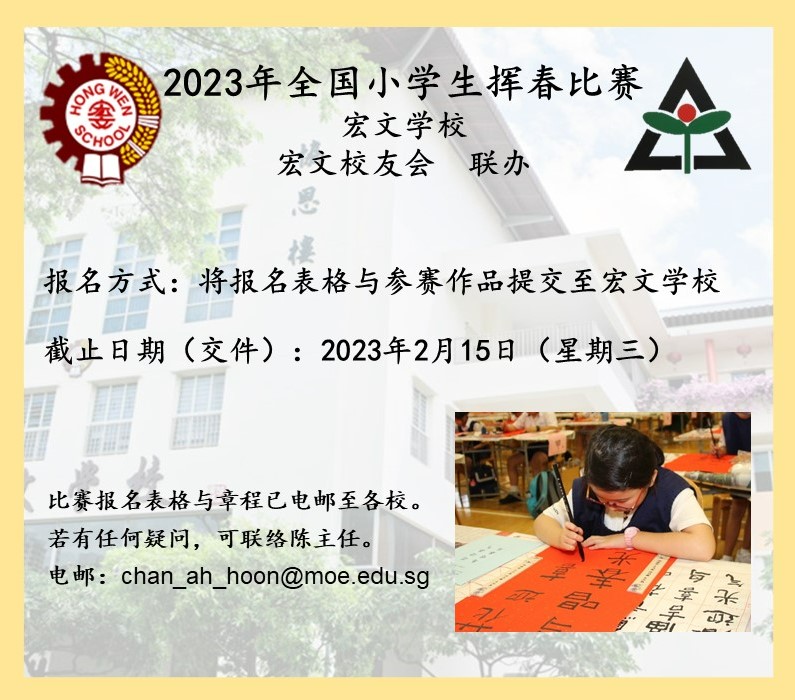 HONG WEN
SCHOOL
2023年全国小学生挥春比赛
宏文学校
宏文校友会 联办
报名方式：将报名表格与参赛作品提交至宏文学校
截止日期（交件）：2023年2月15日（星期三）
比赛报名表格与章程已电邮至各校。
若有任何疑问，可联络陈主任。
电邮：chan_ah_hoon@moe.edu.sg